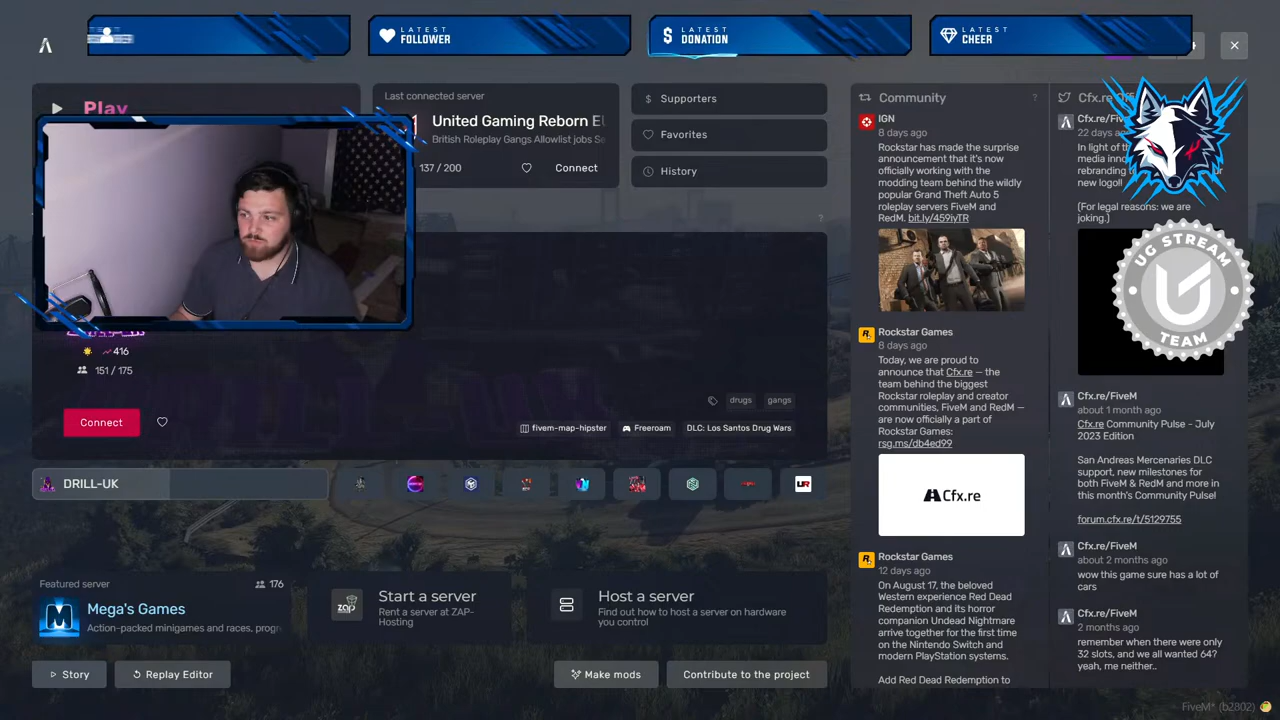 LATEST
FOLLOWER
LATEST
DONATION
LATEST
CHEER
Play
Last connected server
United Gaming Reborn EU
British Roleplay Gangs Allowlist jobs Se
137 / 200
Connect
Supporters
Favorites
History
?
416
151 / 175
Connect
drugs
gangs
fivem-map-hipster
Freeroam
DLC: Los Santos Drug Wars
DRILL-UK
UR
Featured server
176
Mega's Games
Action-packed minigames and races, progr
ZAP
Start a server
Rent a server at ZAP-
Hosting
Host a server
Find out how to host a server on hardware
you control
Story
Replay Editor
Make mods
Contribute to the project
Community
?
IGN
8 days ago
Rockstar has made the surprise
announcement that it's now
officially working with the
modding team behind the wildly
popular Grand Theft Auto 5
roleplay servers FiveM and
RedM. bit.ly/459iyTR
Rockstar Games
8 days ago
Today, we are proud to
announce that Cfx.re — the
team behind the biggest
Rockstar roleplay and creator
communities, FiveM and RedM —
are now officially a part of
Rockstar Games:
rsg.ms/db4ed99
Cfx.re
Rockstar Games
12 days ago
On August 17, the beloved
Western experience Red Dead
Redemption and its horror
companion Undead Nightmare
arrive together for the first time
on the Nintendo Switch and
modern PlayStation systems.
Add Red Dead Redemption to
Cfx.re
22 days
In light of
media inno
rebranding
new logo!!
(For legal reasons: we are
joking.)
UG STREAM
TEAM
Cfx.re/FiveM
about 1 month ago
Cfx.re Community Pulse - July
2023 Edition
San Andreas Mercenaries DLC
support, new milestones for
both FiveM & RedM and more in
this month's Community Pulse!
forum.cfx.re/t/5129755
Cfx.re/FiveM
about 2 months ago
wow this game sure has a lot of
cars
Cfx.re/FiveM
2 months ago
remember when there were only
32 slots, and we all wanted 64?
yeah, me neither..
FiveM* (b2802)